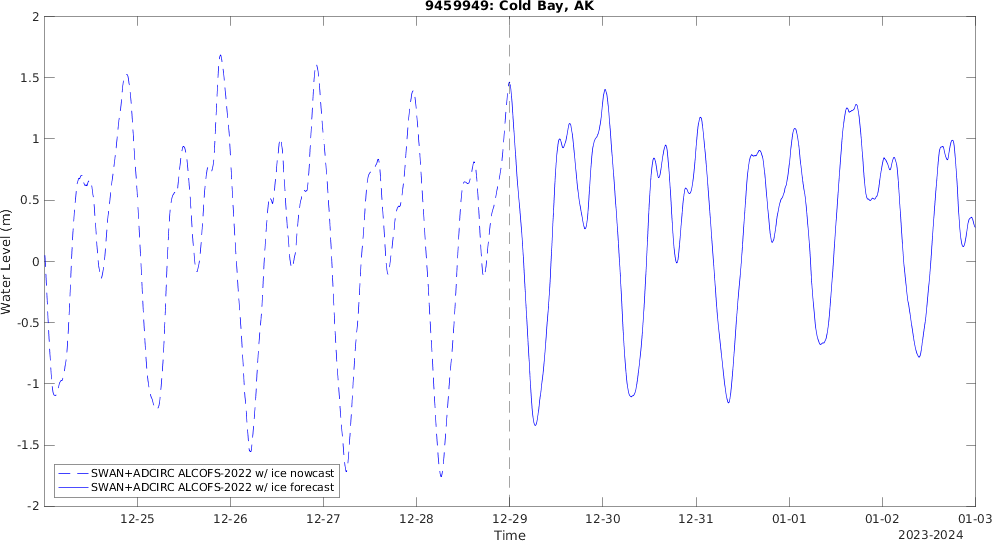 9459949: Cold Bay, AK
2
1.5
1
0.5
0
-0.5
-1
-1.5
-2
Water Level (m)
SWAN+ADCIRC ALCOFS-2022 w/ ice nowcast
SWAN+ADCIRC ALCOFS-2022 w/ ice forecast
12-25 12-26 12-27 12-28 12-29 12-30 12-31 01-01 01-02 01-03
Time
2023-2024